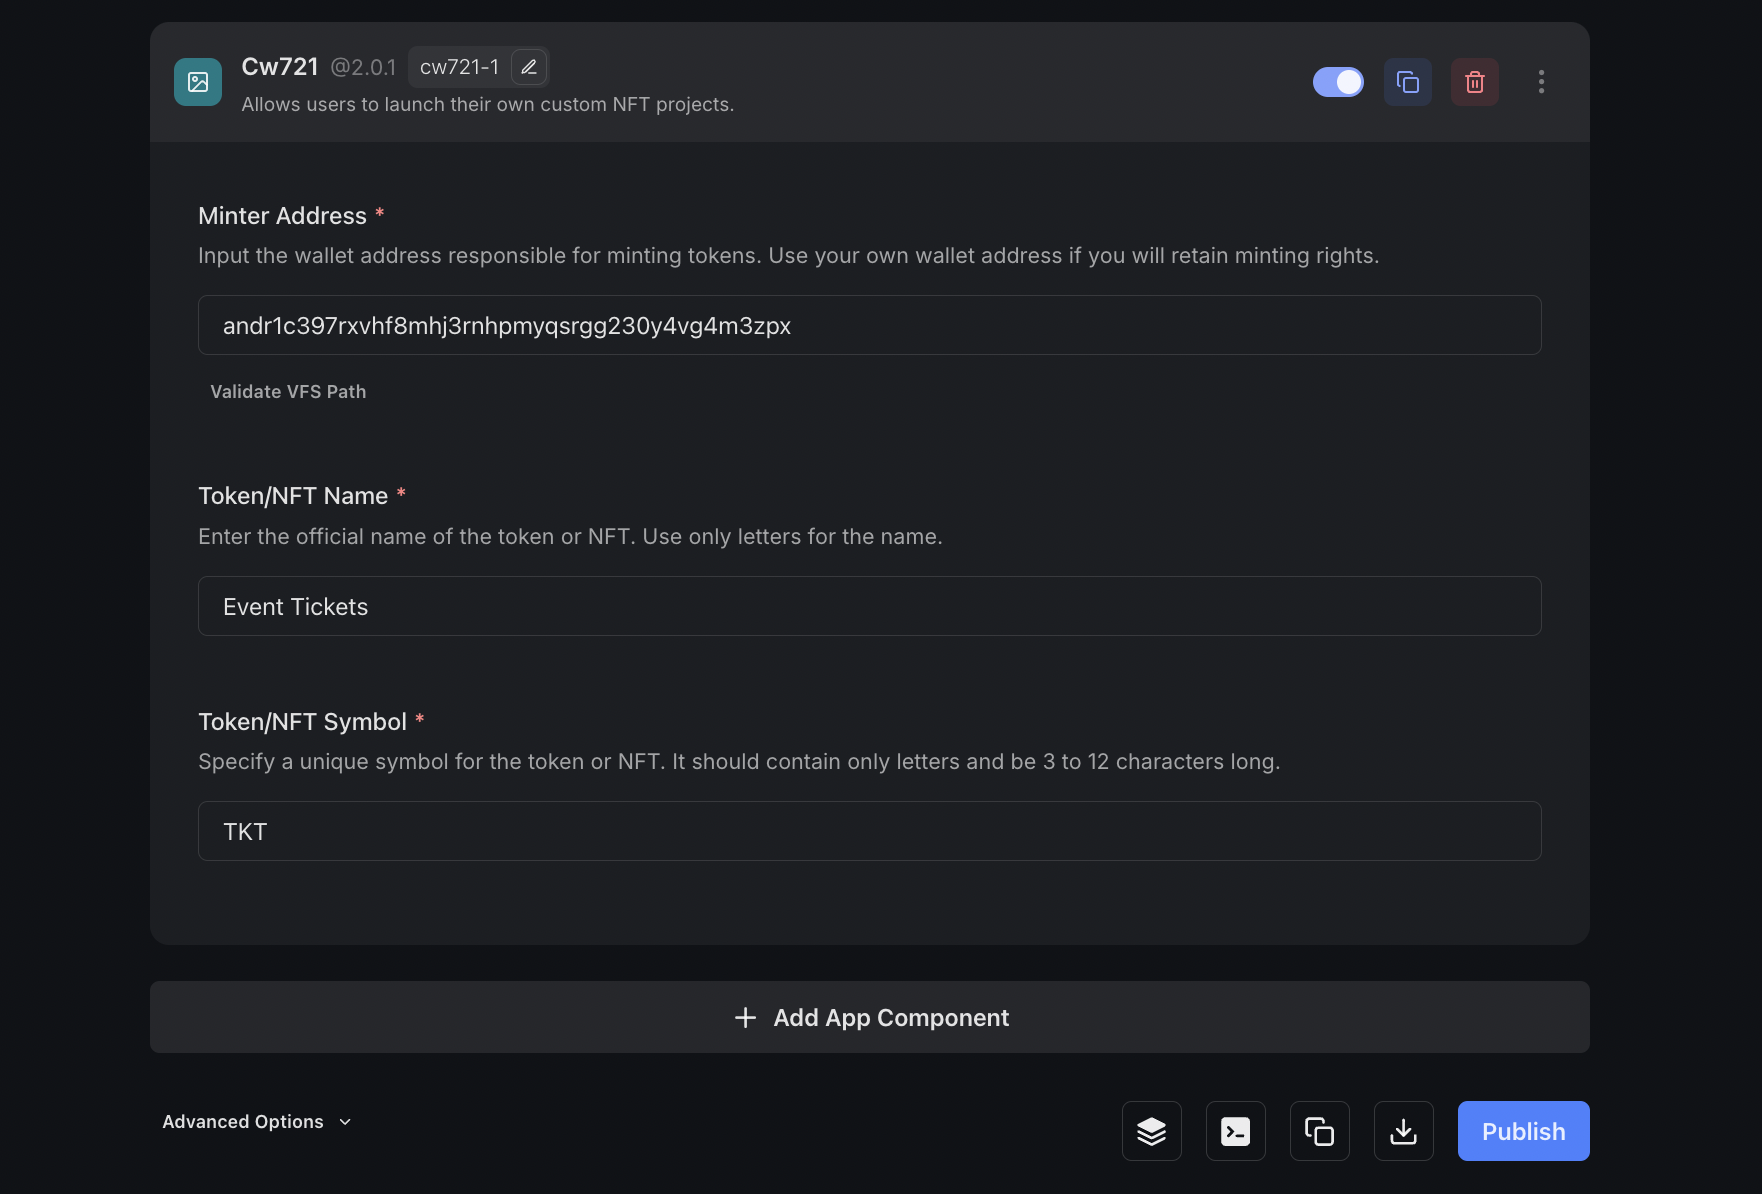 Cw721 @2.0.1 cw721-1
Allows users to launch their own custom NFT projects.
Minter Address *
Input the wallet address responsible for minting tokens. Use your own wallet address if you will retain minting rights.
andr1c397rxvhf8mhj3rnhpmyqsrgg230y4vg4m3zpx
Validate VFS Path
Token/NFT Name *
Enter the official name of the token or NFT. Use only letters for the name.
Event Tickets
Token/NFT Symbol *
Specify a unique symbol for the token or NFT. It should contain only letters and be 3 to 12 characters long.
TKT
Add App Component
Advanced Options
Publish